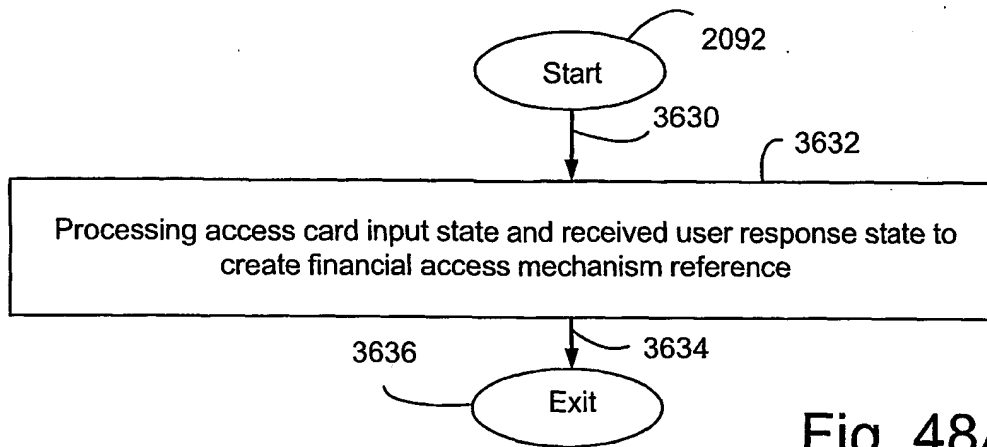 2092
Start
3630
3632
Processing access card input state and received user response state to
create financial access mechanism reference
3636
3634
Exit